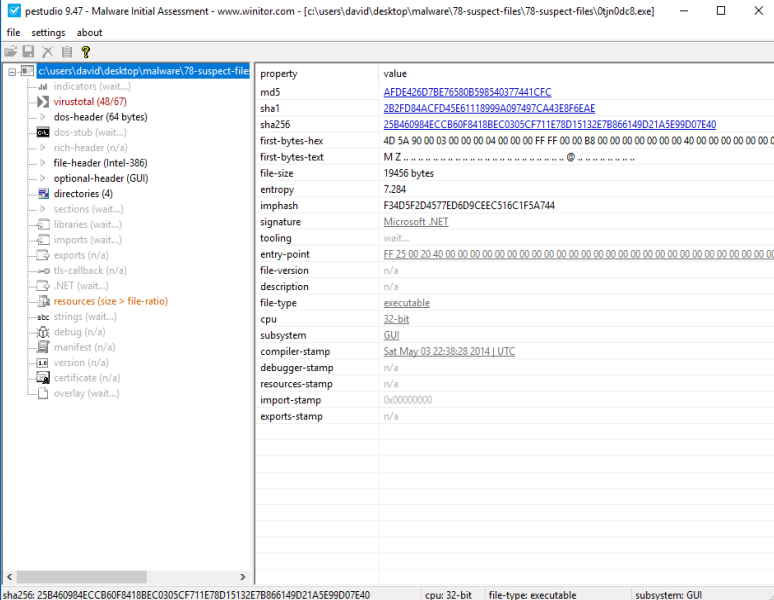 pestudio 9.47 - Malware Initial Assessment - www.winitor.com - [c:\users\david\desktop\malware\78-suspect-files\78-suspect-files\0tjn0dc8.exe]
file settings about
c:\users\david\desktop\malware\78-suspect-files
indicators (wait...)
virustotal (48/67)
dos-header (64 bytes)
dos-stub (wait...)
rich-header (n/a)
file-header (Intel-386)
optional-header (GUI)
directories (4)
sections (wait...)
libraries (wait...)
imports (wait...)
exports (n/a)
tls-callback (n/a)
.NET (wait...)
resources (size > file-ratio)
abc strings (wait...)
debug (n/a)
manifest (n/a)
1.0 version (n/a)
certificate (n/a)
overlay (wait...)
property value
md5 AFDE426D7BE76580B598540377441CFC
sha1 2B2FD84ACFD45E61118999A097497CA43E8F6EAE
sha256 25B460984ECCB60F8418BEC0305CF711E78D15132E7B866149D21A5E99D07E40
first-bytes-hex 4D 5A 90 00 03 00 00 00 04 00 00 00 FF FF 00 00 B8 00 00 00 00 00 00 00 40 00 00 00 00 00 00 00 0
first-bytes-text M Z .. .. .. .. .. .. .. .. .. .. .. .. .. .. .. .. .. .. .. .. @ .. .. .. .. .. .. ..
file-size 19456 bytes
entropy 7.284
imphash F34D5F2D4577ED6D9CEEC516C1F5A744
signature Microsoft .NET
tooling wait...
entry-point FF 25 00 20 40 00 00 00 00 00 00 00 00 00 00 00 00 00 00 00 00 00 00 00 00 00 00 00 00 00 00 00 00
file-version n/a
description n/a
file-type executable
cpu 32-bit
subsystem GUI
compiler-stamp Sat May 03 22:38:28 2014 | UTC
debugger-stamp n/a
resources-stamp n/a
import-stamp 0x00000000
exports-stamp n/a
sha256: 25B460984ECCB60F8418BEC0305CF711E78D15132E7B866149D21A5E99D07E40 cpu: 32-bit file-type: executable subsystem: GUI